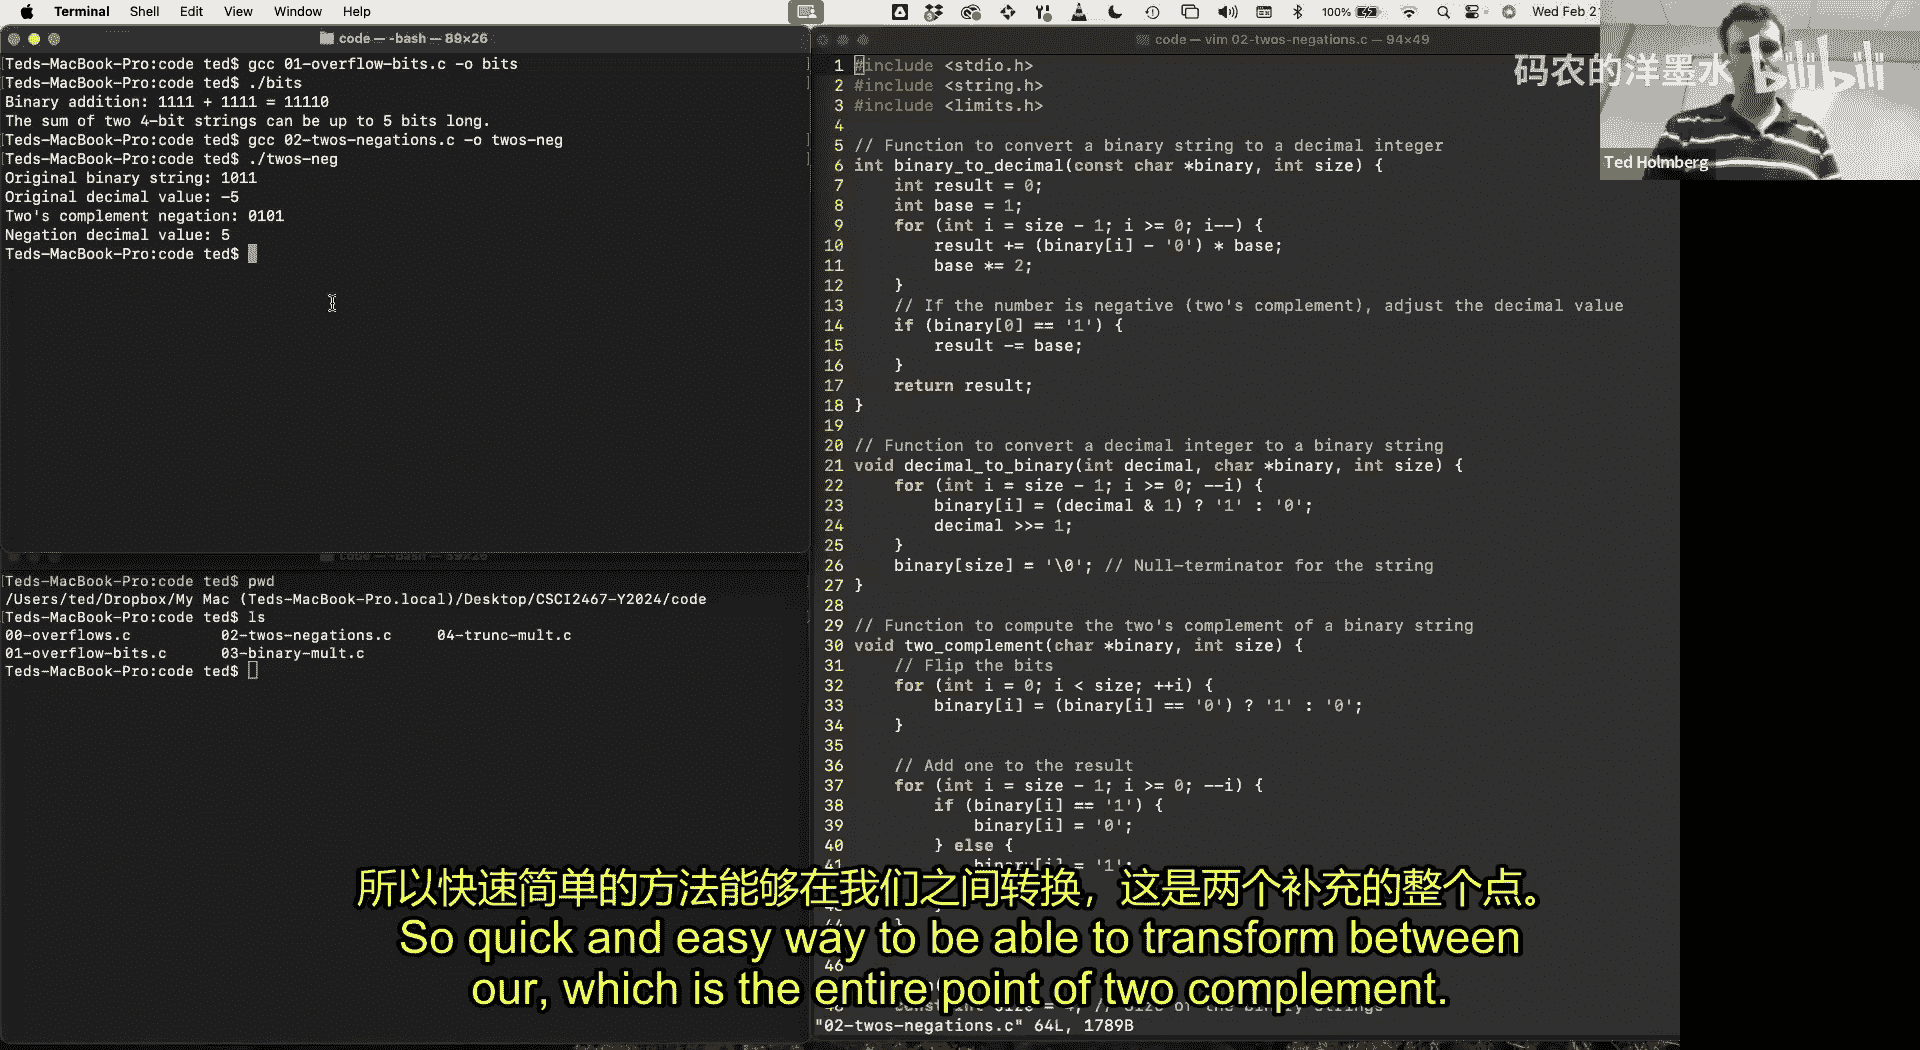 Terminal Shell Edit View Window Help
100%
Wed Feb 2
code — -bash — 89×26
Teds-MacBook-Pro:code ted$ gcc 01-overflow-bits.c -o bits
Teds-MacBook-Pro:code ted$ ./bits
Binary addition: 1111 + 1111 = 11110
The sum of two 4-bit strings can be up to 5 bits long.
Teds-MacBook-Pro:code ted$ gcc 02-twos-negations.c -o twos-neg
Teds-MacBook-Pro:code ted$ ./twos-neg
Original binary string: 1011
Original decimal value: -5
Two's complement negation: 0101
Negation decimal value: 5
Teds-MacBook-Pro:code ted$
code — -bash — 89×26
Teds-MacBook-Pro:code ted$ pwd
/Users/ted/Dropbox/My Mac (Teds-MacBook-Pro.local)/Desktop/CSCI2467-Y2024/code
Teds-MacBook-Pro:code ted$ ls
00-overflows.c 02-twos-negations.c 04-trunc-mult.c
01-overflow-bits.c 03-binary-mult.c
Teds-MacBook-Pro:code ted$
code — vim 02-twos-negations.c — 94×49
1 #include <stdio.h>
2 #include <string.h>
3 #include <limits.h>
4
5 // Function to convert a binary string to a decimal integer
6 int binary_to_decimal(const char *binary, int size) {
7 int result = 0;
8 int base = 1;
9 for (int i = size - 1; i >= 0; i--) {
10 result += (binary[i] - '0') * base;
11 base *= 2;
12 }
13 // If the number is negative (two's complement), adjust the decimal value
14 if (binary[0] == '1') {
15 result -= base;
16 }
17 return result;
18 }
19
20 // Function to convert a decimal integer to a binary string
21 void decimal_to_binary(int decimal, char *binary, int size) {
22 for (int i = size - 1; i >= 0; --i) {
23 binary[i] = (decimal & 1) ? '1' : '0';
24 decimal >>= 1;
25 }
26 binary[size] = '\0'; // Null-terminator for the string
27 }
28
29 // Function to compute the two's complement of a binary string
30 void two_complement(char *binary, int size) {
31 // Flip the bits
32 for (int i = 0; i < size; ++i) {
33 binary[i] = (binary[i] == '0') ? '1' : '0';
34 }
35
36 // Add one to the result
37 for (int i = size - 1; i >= 0; --i) {
38 if (binary[i] == '1') {
39 binary[i] = '0';
40 } else {
41 binary[i] = '1';
46
"02-twos-negations.c" 64L, 1789B
码农的洋墨水 bilibili
Ted Holmberg
所以快速简单的方法能够在我们之间转换，这是两个补充的整个点。
So quick and easy way to be able to transform between
our, which is the entire point of two complement.